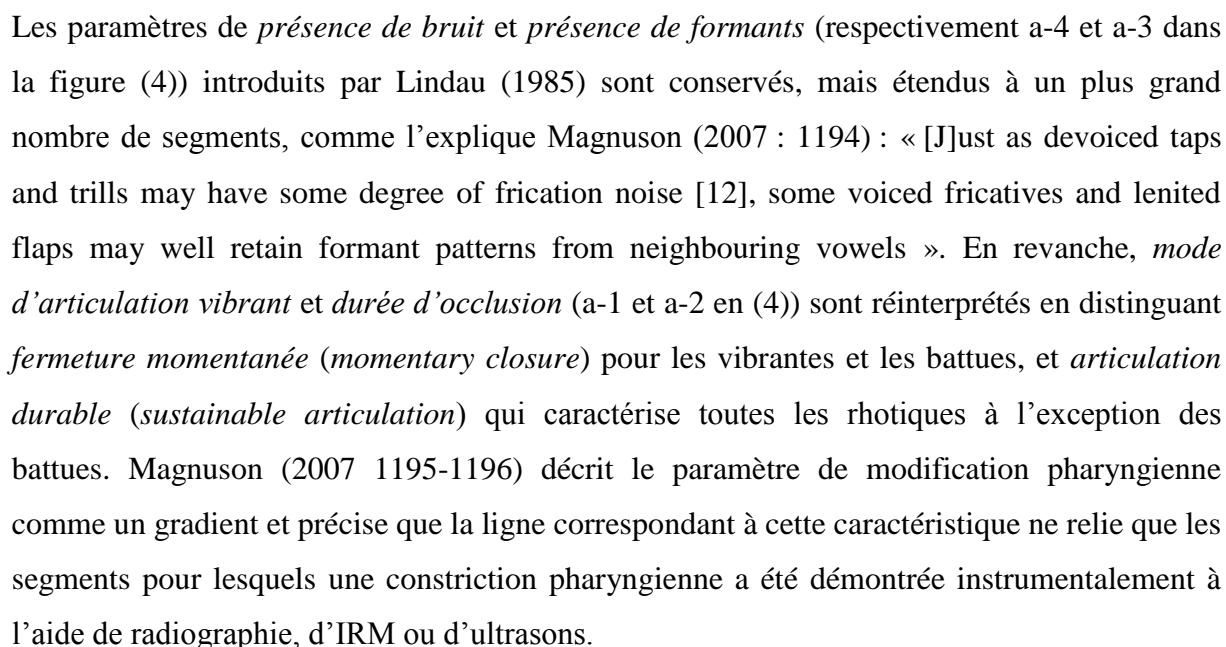 Les paramètres de présence de bruit et présence de formants (respectivement a-4 et a-3 dans
la figure (4)) introduits par Lindau (1985) sont conservés, mais étendus à un plus grand
nombre de segments, comme l’explique Magnuson (2007 : 1194) : « [J]ust as devoiced taps
and trills may have some degree of frication noise [12], some voiced fricatives and lenited
flaps may well retain formant patterns from neighbouring vowels ». En revanche, mode
d’articulation vibrant et durée d’occlusion (a-1 et a-2 en (4)) sont réinterprétés en distinguant
fermeture momentanée (momentary closure) pour les vibrantes et les battues, et articulation
durable (sustainable articulation) qui caractérise toutes les rhotiques à l’exception des
battues. Magnuson (2007 1195-1196) décrit le paramètre de modification pharyngienne
comme un gradient et précise que la ligne correspondant à cette caractéristique ne relie que les
segments pour lesquels une constriction pharyngienne a été démontrée instrumentalement à
l’aide de radiographie, d’IRM ou d’ultrasons.